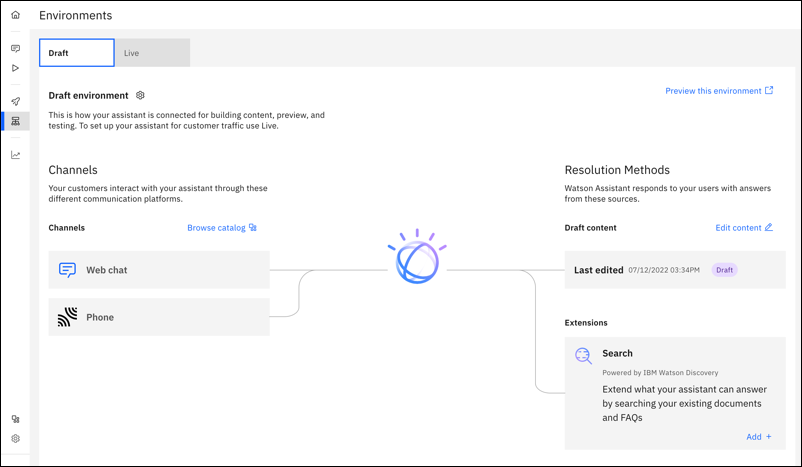 Environments
Draft
Live
Draft environment
Preview this environment
This is how your assistant is connected for building content, preview, and
testing. To set up your assistant for customer traffic use Live.
Channels
Your customers interact with your assistant through these
different communication platforms.
Channels
Browse catalog
Web chat
Phone
Resolution Methods
Watson Assistant responds to your users with answers
from these sources.
Draft content
Edit content
Last edited 07/12/2022 03:34PM Draft
Extensions
Search
Powered by IBM Watson Discovery
Extend what your assistant can answer
by searching your existing documents
and FAQs
Add +